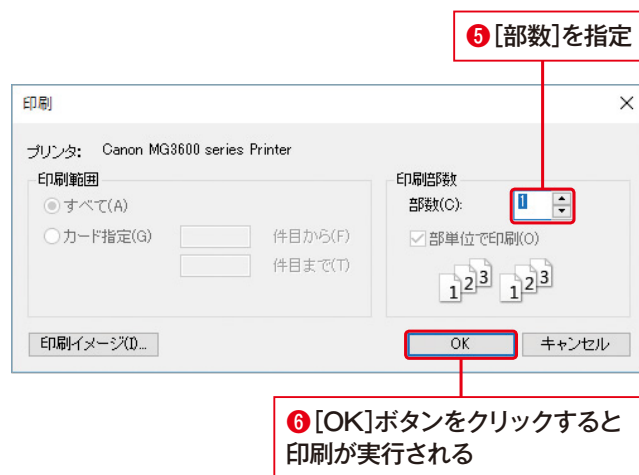 ❺[部数]を指定
印刷
プリンタ: Canon MG3600 series Printer
印刷範囲
すべて(A)
カード指定(G) 件目から(F)
件目まで(T)
印刷部数
部数(C): 1
部単位で印刷(O)
1 2 3 1 2 3
印刷イメージ(I)... OK キャンセル
❻[OK]ボタンをクリックすると
印刷が実行される